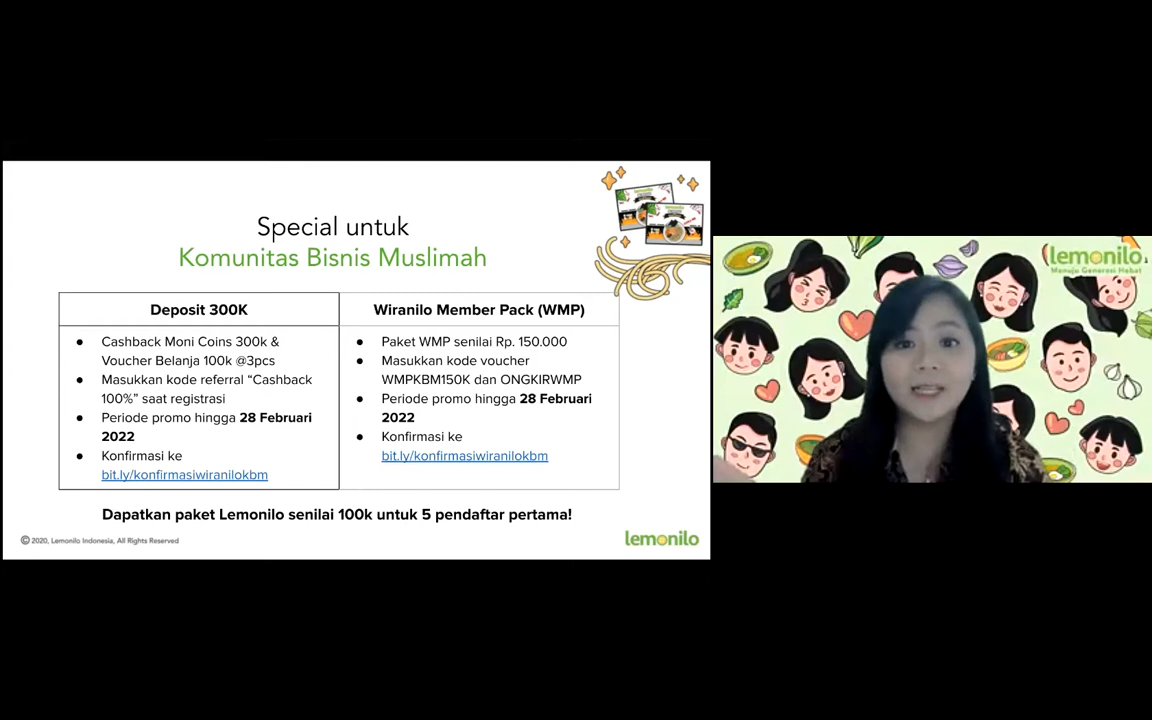 Special untuk
Komunitas Bisnis Muslimah
Deposit 300K
● Cashback Moni Coins 300k &
Voucher Belanja 100k @3pcs
● Masukkan kode referral “Cashback
100%” saat registrasi
● Periode promo hingga 28 Februari
2022
● Konfirmasi ke
bit.ly/konfirmasiwiranilokbm
Wiranilo Member Pack (WMP)
● Paket WMP senilai Rp. 150.000
● Masukkan kode voucher
WMPKBM150K dan ONGKIRWMP
● Periode promo hingga 28 Februari
2022
● Konfirmasi ke
bit.ly/konfirmasiwiranilokbm
Dapatkan paket Lemonilo senilai 100k untuk 5 pendaftar pertama!
© 2020, Lemonilo Indonesia, All Rights Reserved
lemonilo
lemonilo
Menuju Generasi Hebat